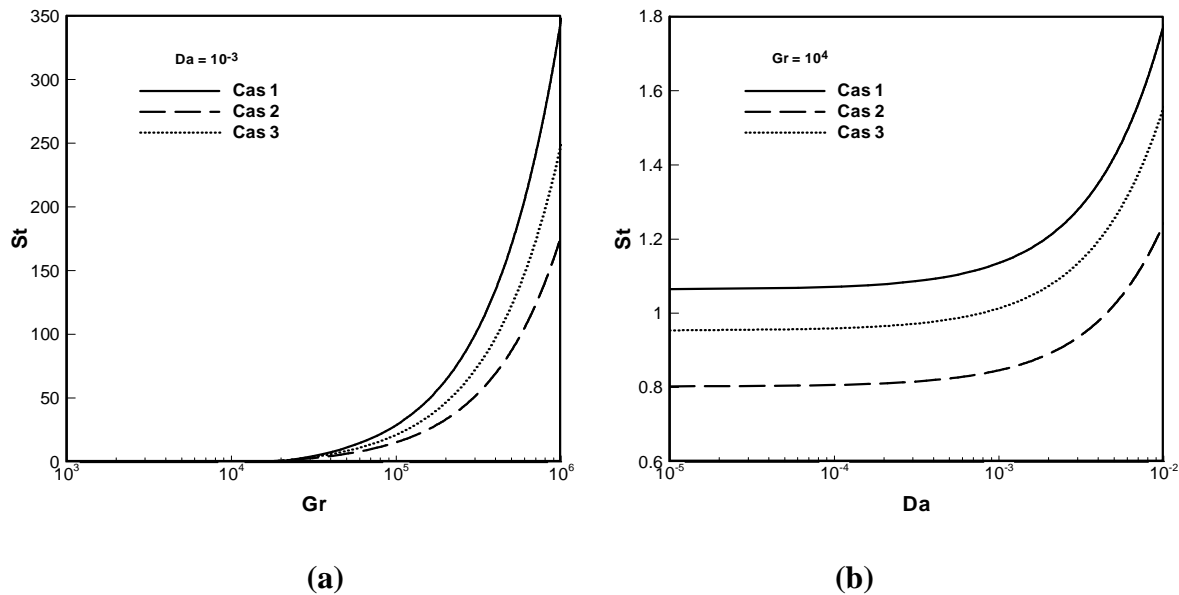 350
300
250
200
150
100
50
0
St
Da = 10-3
Cas 1
Cas 2
Cas 3
103
104
105
106
Gr
(a)
1.8
1.6
1.4
1.2
1
0.8
0.6
St
Gr = 104
Cas 1
Cas 2
Cas 3
10-5
10-4
10-3
10-2
Da
(b)